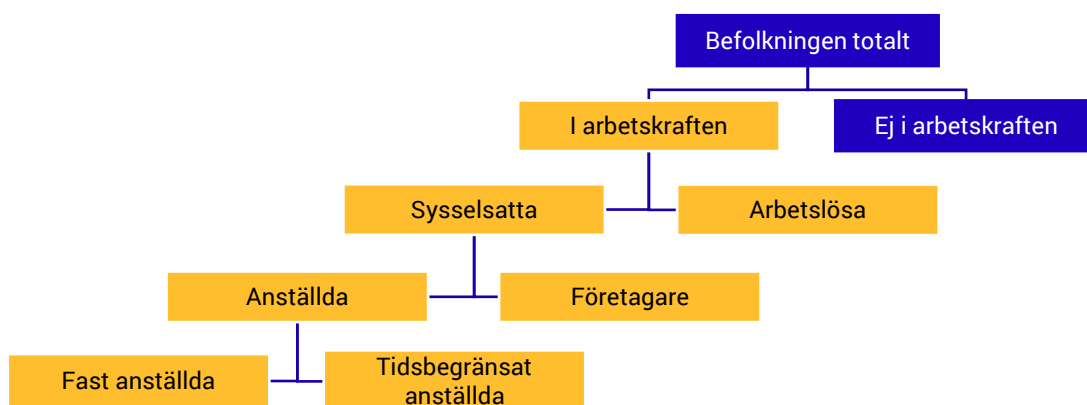 Befolkningen totalt
I arbetskraften
Ej i arbetskraften
Sysselsatta
Arbetslösa
Anställda
Företagare
Fast anställda
Tidsbegränsat
anställda